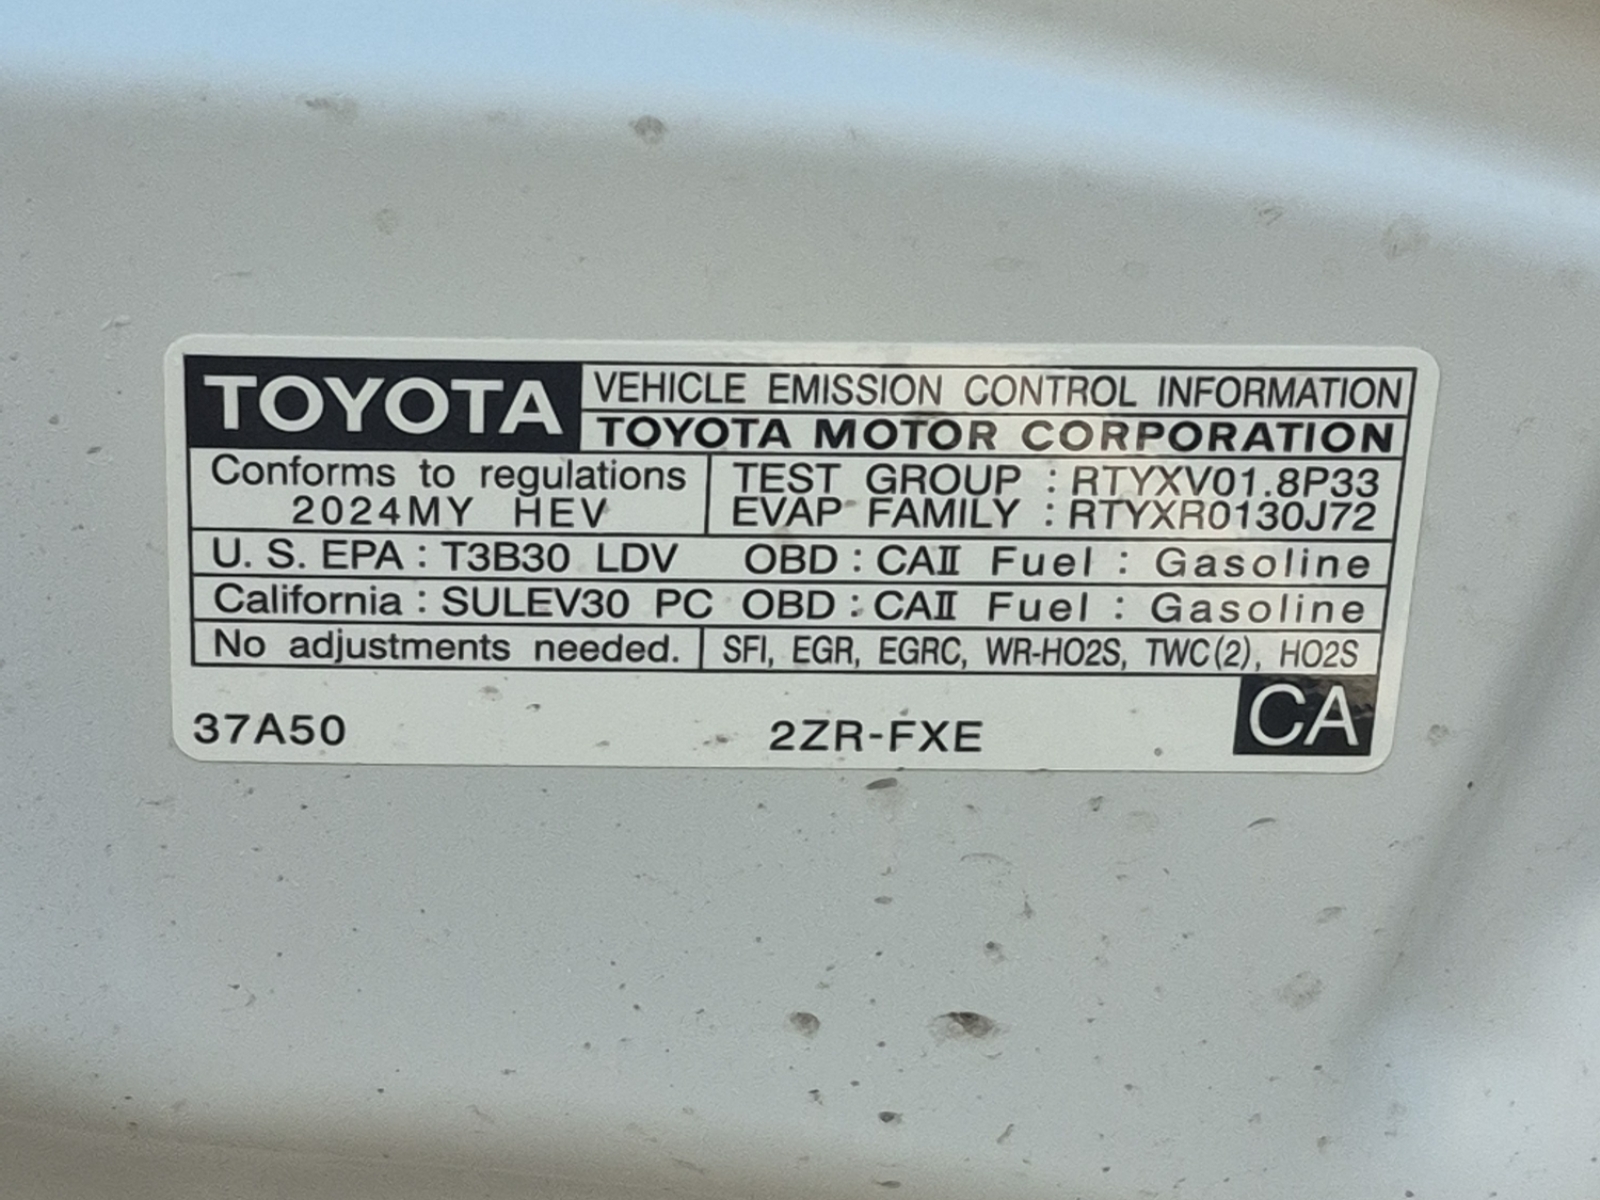 TOYOTA VEHICLE EMISSION CONTROL INFORMATION
TOYOTA MOTOR CORPORATION
Conforms to regulations
2024MY HEV
TEST GROUP : RTYXV01.8P33
EVAP FAMILY : RTYXR0130J72
U. S. EPA : T3B30 LDV OBD : CAⅡ Fuel : Gasoline
California : SULEV30 PC OBD : CAⅡ Fuel : Gasoline
No adjustments needed. SFI, EGR, EGRC, WR-HO2S, TWC(2), HO2S
37A50 2ZR-FXE CA